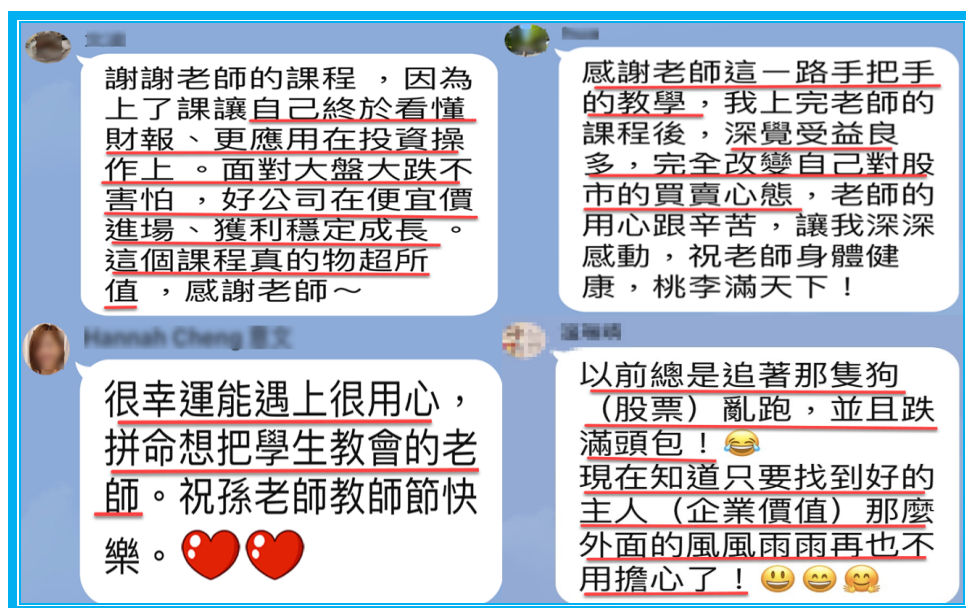 謝謝老師的課程 ，因為
上了課讓自己終於看懂
財報、更應用在投資操
作上 。面對大盤大跌不
害怕 ，好公司在便宜價
進場、獲利穩定成長 。
這個課程真的物超所
值 ，感謝老師～
感謝老師這一路手把手
的教學，我上完老師的
課程後，深覺受益良
多，完全改變自己對股
市的買賣心態，老師的
用心跟辛苦，讓我深深
感動，祝老師身體健
康，桃李滿天下！
Hannah Cheng
很幸運能遇上很用心，
拼命想把學生教會的老
師。祝孫老師教師節快
樂。❤❤
以前總是追著那隻狗
（股票）亂跑，並且跌
滿頭包！😂
現在知道只要找到好的
主人（企業價值）那麼
外面的風風雨雨再也不
用擔心了！😃😄🤗